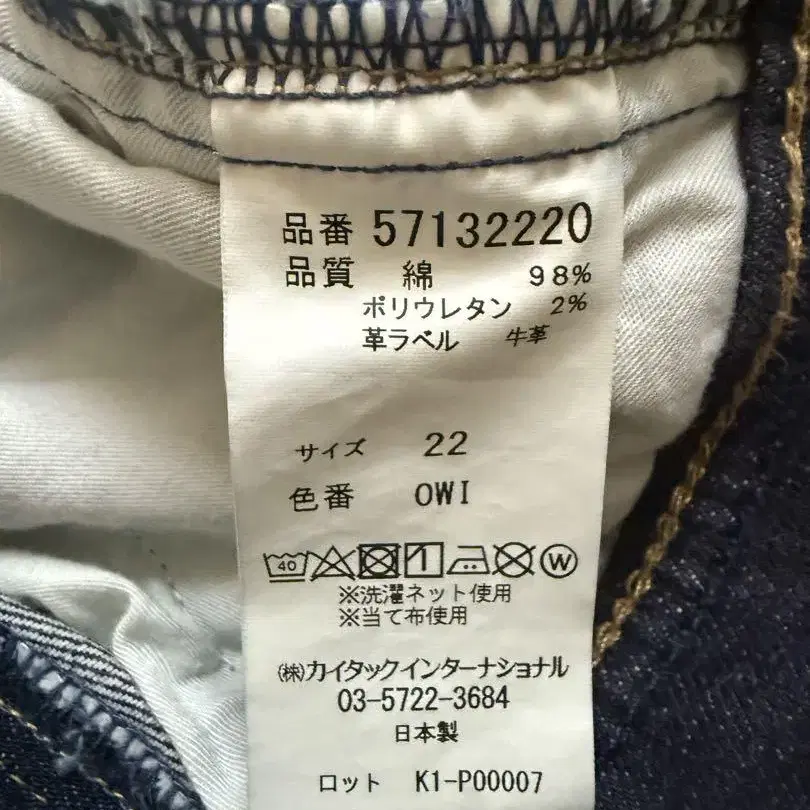 品番 57132220
品質 綿 98%
ポリウレタン 2%
革ラベル 牛革
サイズ 22
色番 OWI
40 W
※洗濯ネット使用
※当て布使用
㈱カイタックインターナショナル
03-5722-3684
日本製
ロット K1-P00007